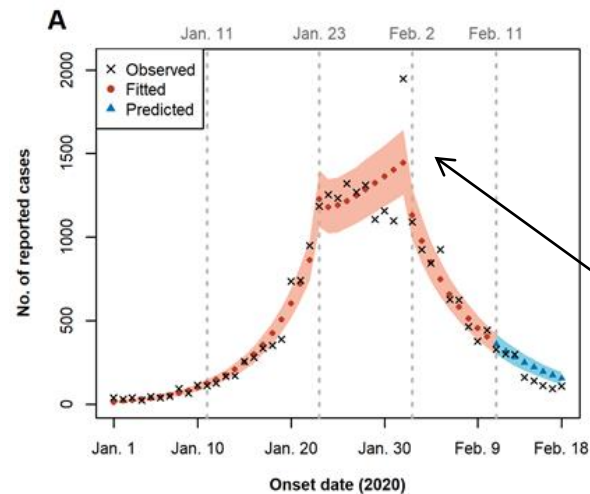 A
Jan. 11 Jan. 23 Feb. 2 Feb. 11
Observed
Fitted
Predicted
No. of reported cases
2000
1500
1000
500
0
Jan. 1 Jan. 10 Jan. 20 Jan. 30 Feb. 9 Feb. 18
Onset date (2020)